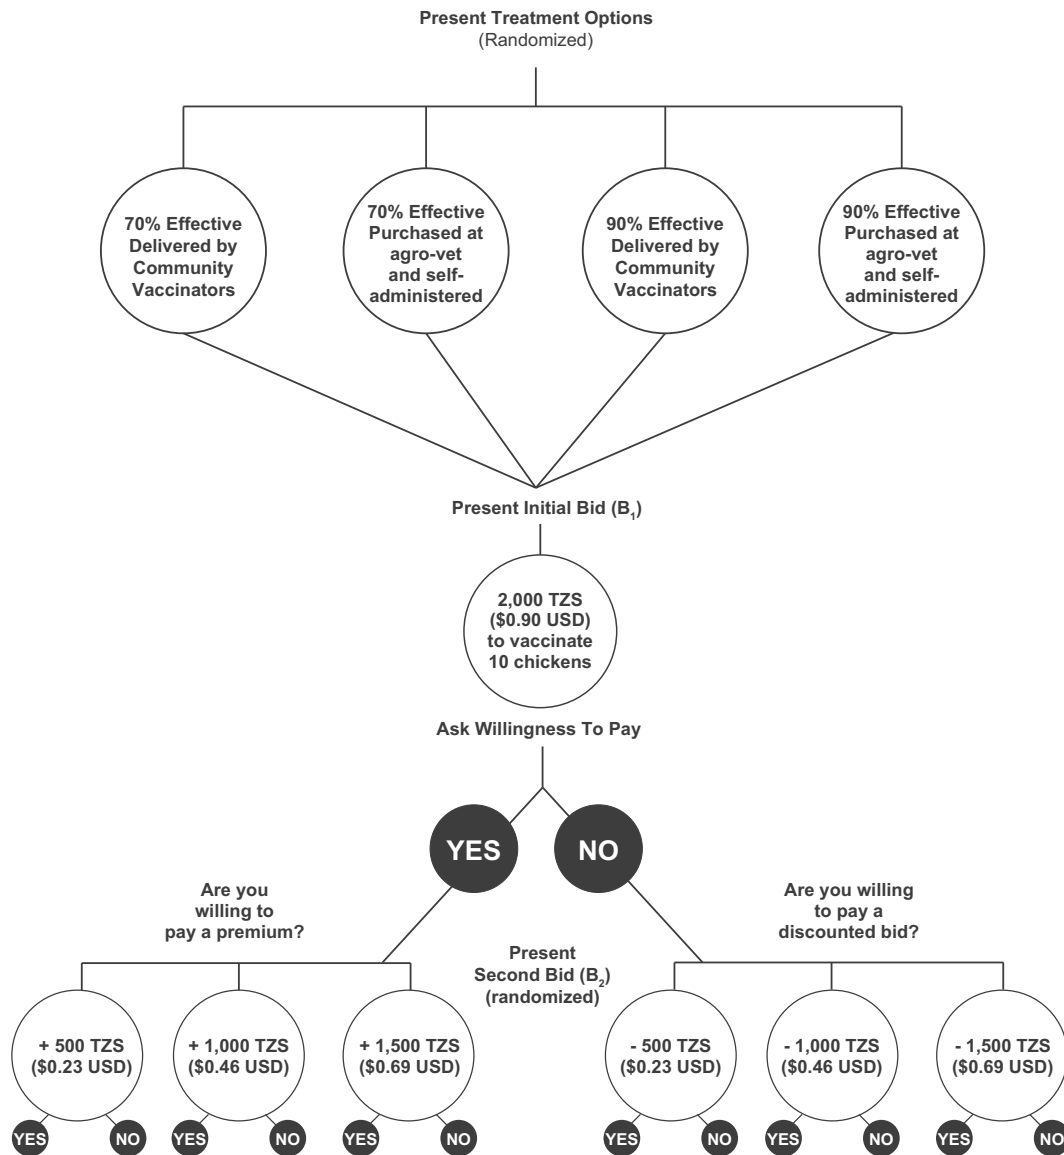 Present Treatment Options
(Randomized)
70% Effective
Delivered by
Community
Vaccinators
70% Effective
Purchased at
agro-vet
and self-
administered
90% Effective
Delivered by
Community
Vaccinators
90% Effective
Purchased at
agro-vet
and self-
administered
Present Initial Bid (B₁)
2,000 TZS
($0.90 USD)
to vaccinate
10 chickens
Ask Willingness To Pay
YES
NO
Are you
willing to
pay a premium?
Present
Second Bid (B₂)
(randomized)
Are you willing
to pay a
discounted bid?
+ 500 TZS
($0.23 USD)
+ 1,000 TZS
($0.46 USD)
+ 1,500 TZS
($0.69 USD)
- 500 TZS
($0.23 USD)
- 1,000 TZS
($0.46 USD)
- 1,500 TZS
($0.69 USD)
YES
NO
YES
NO
YES
NO
YES
NO
YES
NO
YES
NO